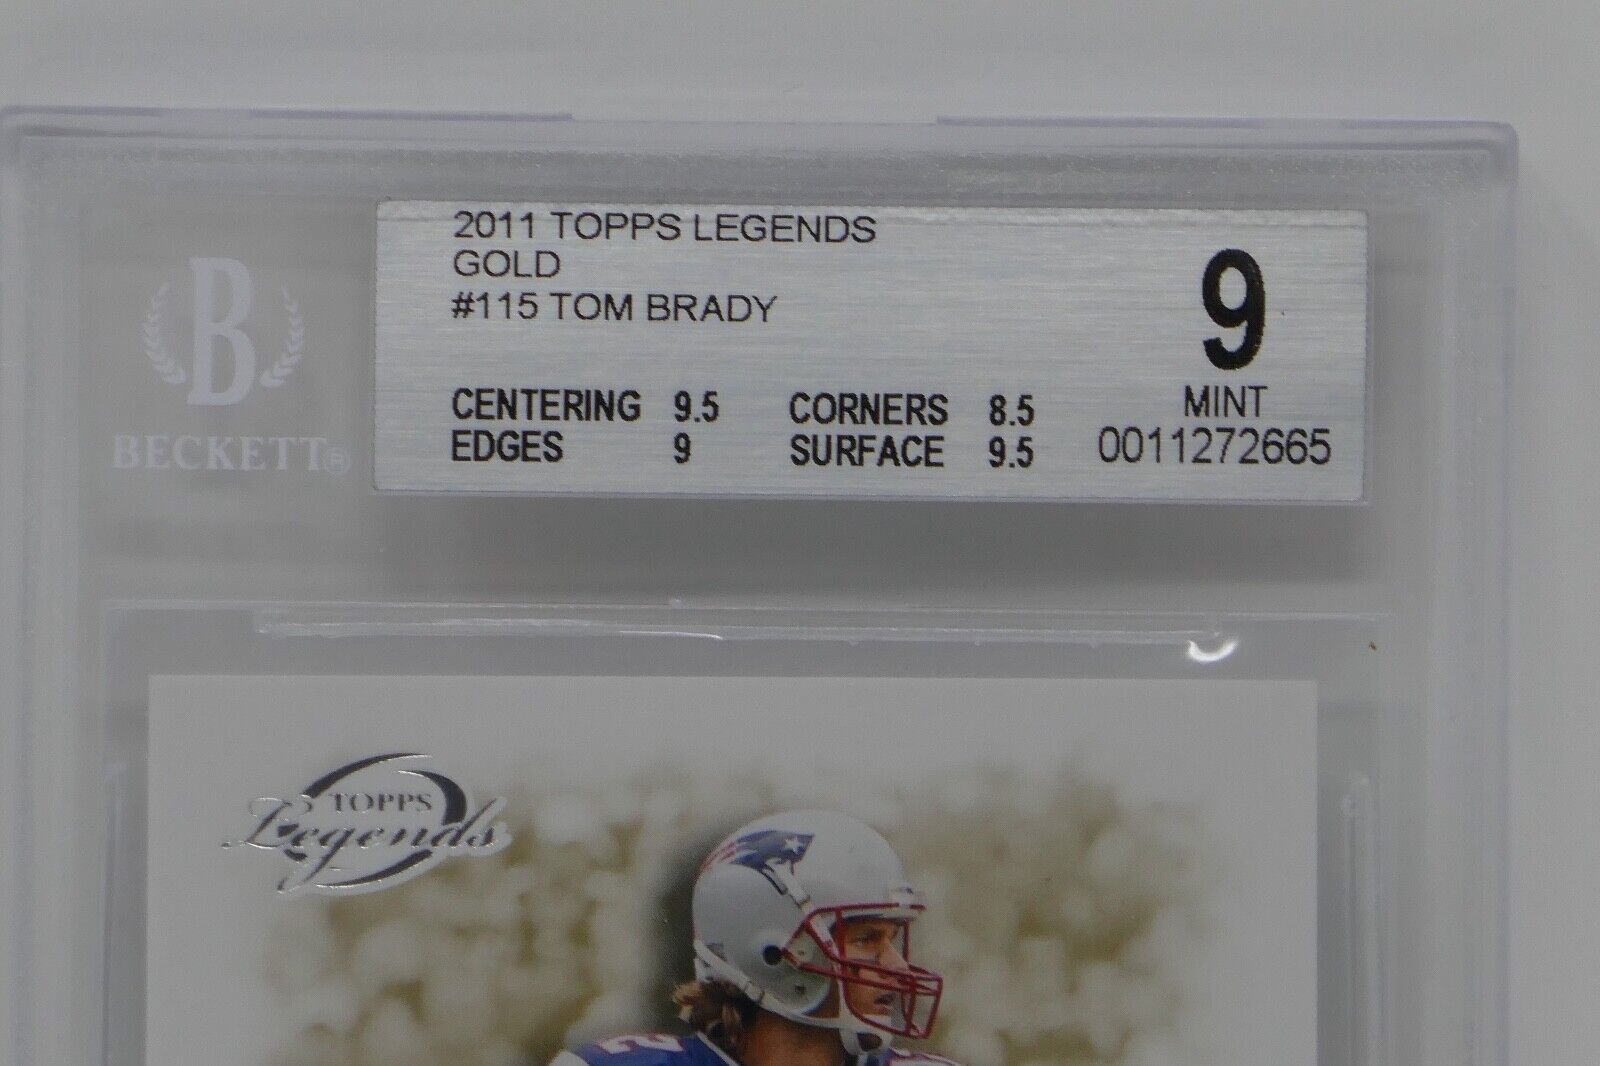 2011 TOPPS LEGENDS
GOLD
#115 TOM BRADY
9
MINT
CENTERING 9.5 CORNERS 8.5
EDGES 9 SURFACE 9.5
0011272665
B
BECKETT®
TOPPS
Legends
2